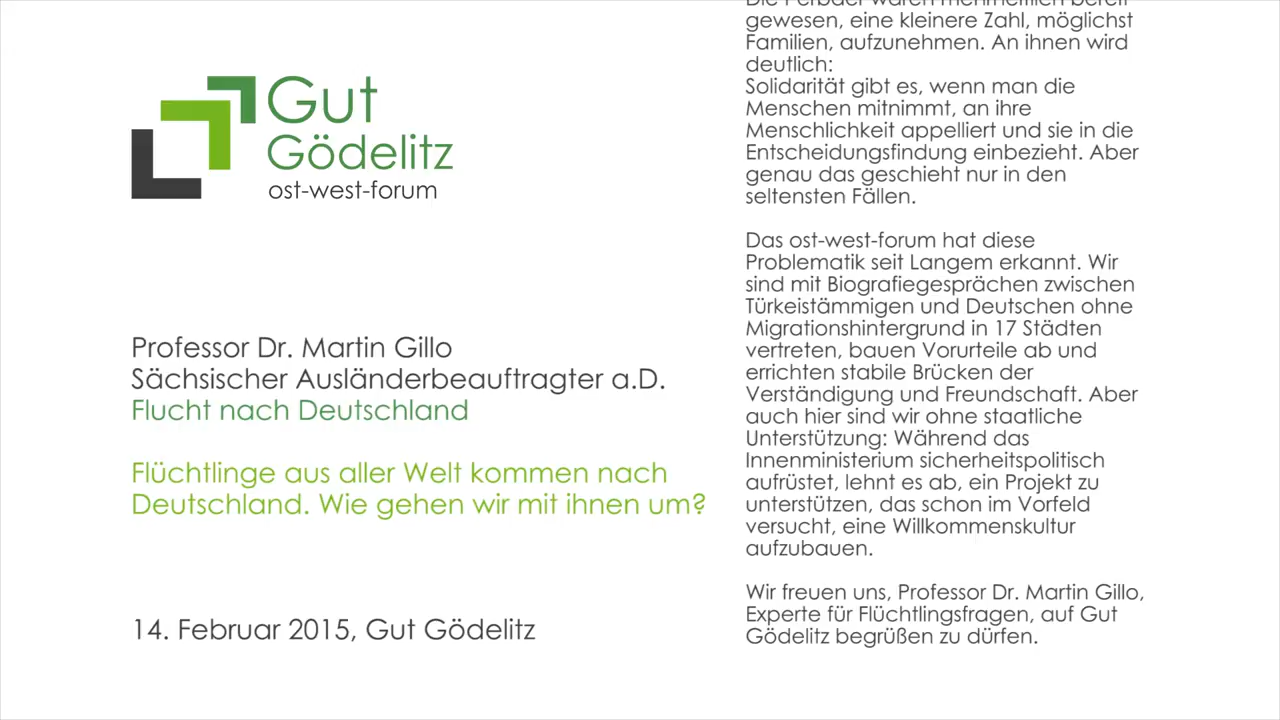 Gut
Gödelitz
ost-west-forum
Professor Dr. Martin Gillo
Sächsischer Ausländerbeauftragter a.D.
Flucht nach Deutschland
Flüchtlinge aus aller Welt kommen nach
Deutschland. Wie gehen wir mit ihnen um?
14. Februar 2015, Gut Gödelitz
gewesen, eine kleinere Zahl, möglichst
Familien, aufzunehmen. An ihnen wird
deutlich:
Solidarität gibt es, wenn man die
Menschen mitnimmt, an ihre
Menschlichkeit appelliert und sie in die
Entscheidungsfindung einbezieht. Aber
genau das geschieht nur in den
seltensten Fällen.
Das ost-west-forum hat diese
Problematik seit Langem erkannt. Wir
sind mit Biografiegesprächen zwischen
Türkeistämmigen und Deutschen ohne
Migrationshintergrund in 17 Städten
vertreten, bauen Vorurteile ab und
errichten stabile Brücken der
Verständigung und Freundschaft. Aber
auch hier sind wir ohne staatliche
Unterstützung: Während das
Innenministerium sicherheitspolitisch
aufrüstet, lehnt es ab, ein Projekt zu
unterstützen, das schon im Vorfeld
versucht, eine Willkommenskultur
aufzubauen.
Wir freuen uns, Professor Dr. Martin Gillo,
Experte für Flüchtlingsfragen, auf Gut
Gödelitz begrüßen zu dürfen.